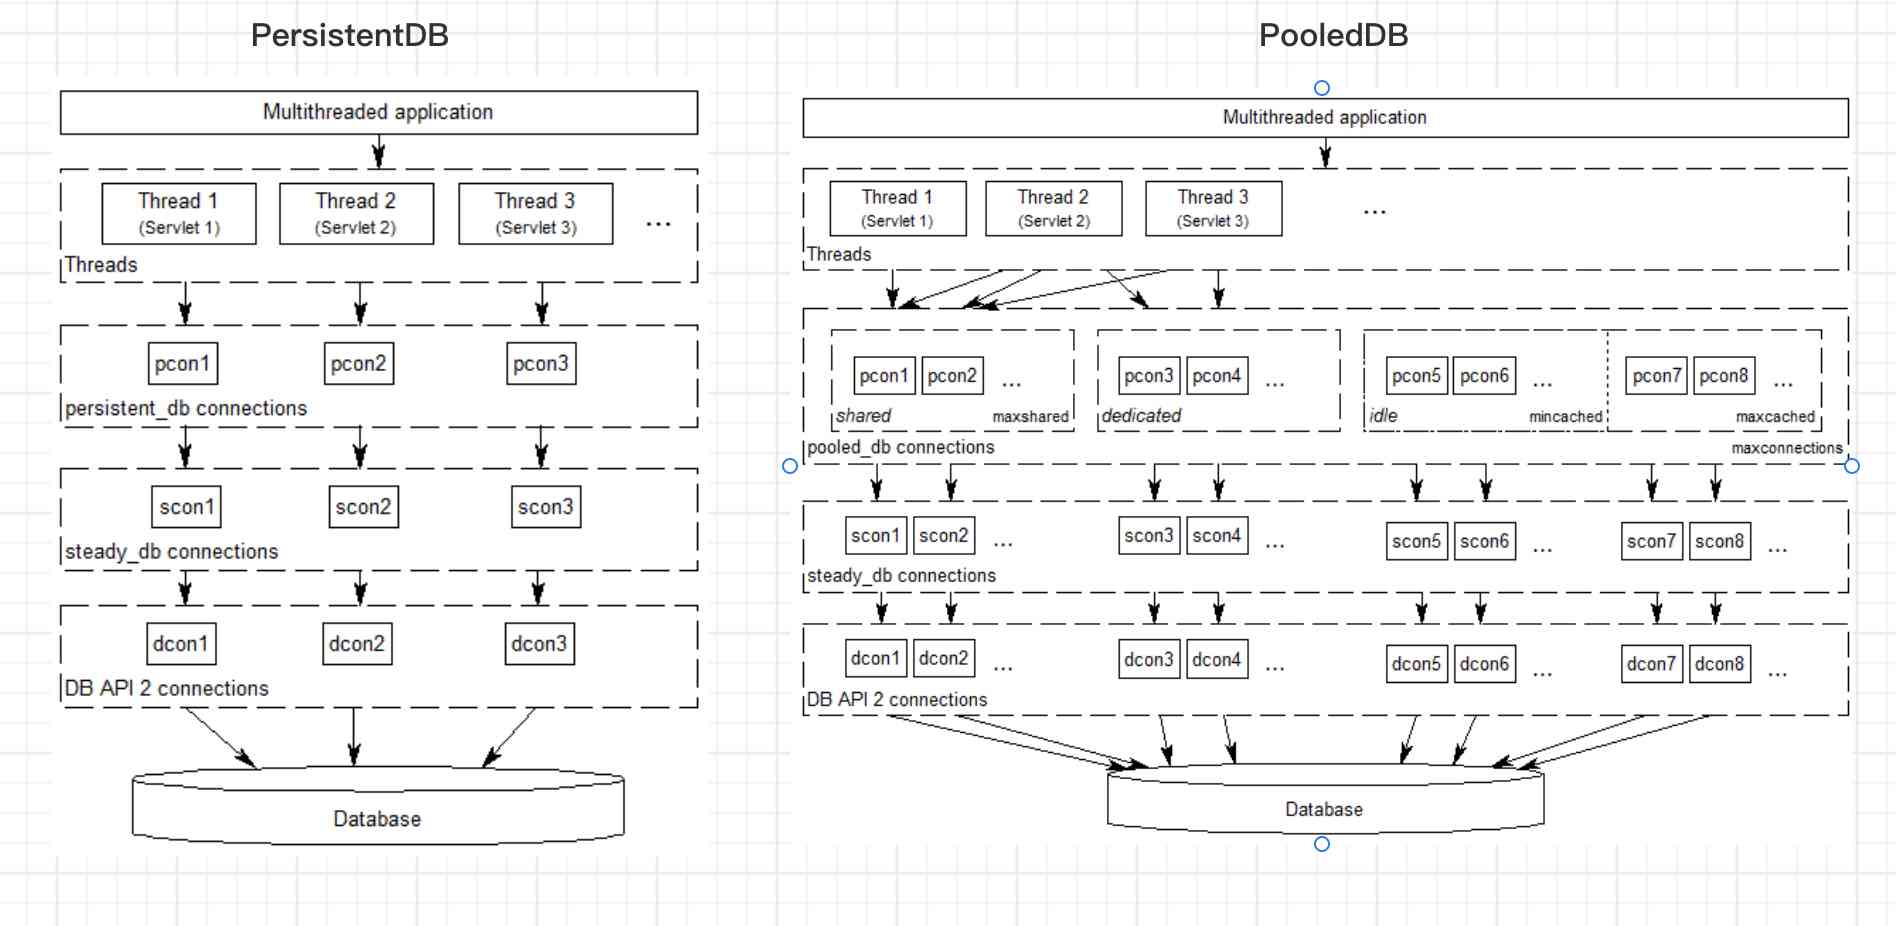 PersistentDB
Multithreaded application
Thread 1
(Servlet 1)
Thread 2
(Servlet 2)
Thread 3
(Servlet 3)
...
Threads
pcon1
pcon2
pcon3
persistent_db connections
scon1
scon2
scon3
steady_db connections
dcon1
dcon2
dcon3
DB API 2 connections
Database
PooledDB
Multithreaded application
Thread 1
(Servlet 1)
Thread 2
(Servlet 2)
Thread 3
(Servlet 3)
...
Threads
pcon1
pcon2
...
shared
maxshared
pcon3
pcon4
...
dedicated
pcon5
pcon6
...
idle
mincached
pcon7
pcon8
...
maxcached
pooled_db connections
maxconnections
scon1
scon2
...
scon3
scon4
...
scon5
scon6
...
scon7
scon8
...
steady_db connections
dcon1
dcon2
...
dcon3
dcon4
...
dcon5
dcon6
...
dcon7
dcon8
...
DB API 2 connections
Database